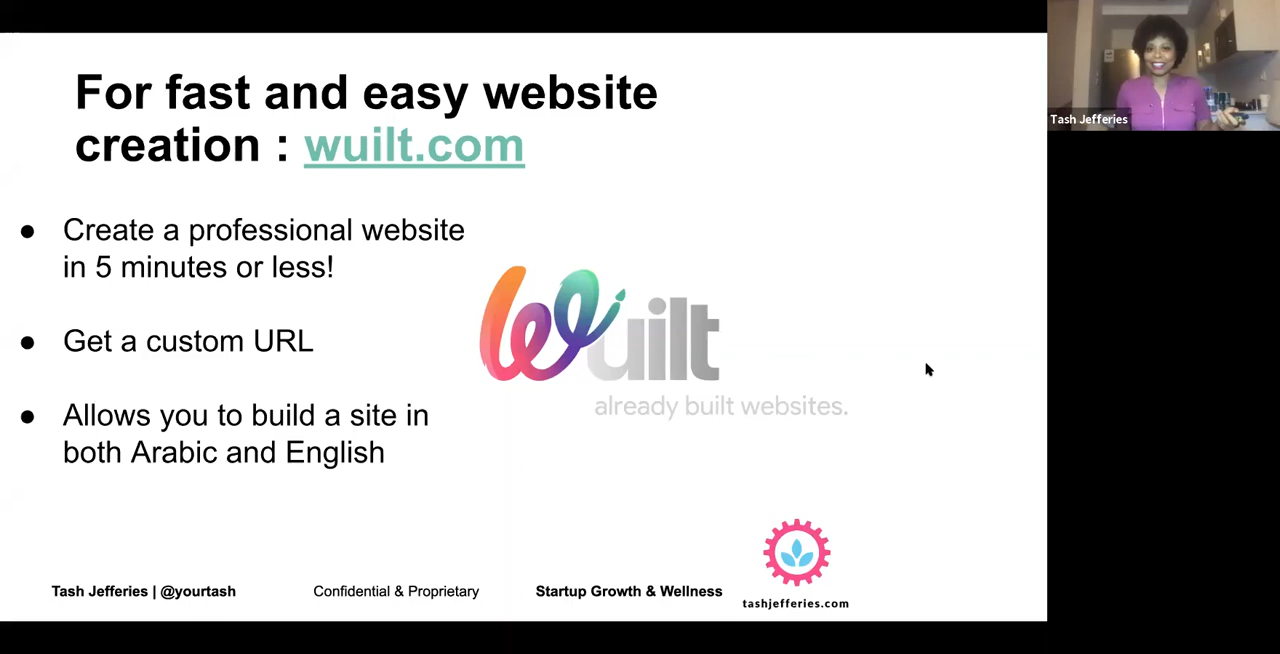 For fast and easy website
creation : wuilt.com
● Create a professional website
in 5 minutes or less!
● Get a custom URL
● Allows you to build a site in
both Arabic and English
Wuilt
already built websites.
Tash Jefferies | @yourtash
Confidential & Proprietary
Startup Growth & Wellness
tashjefferies.com
Tash Jefferies